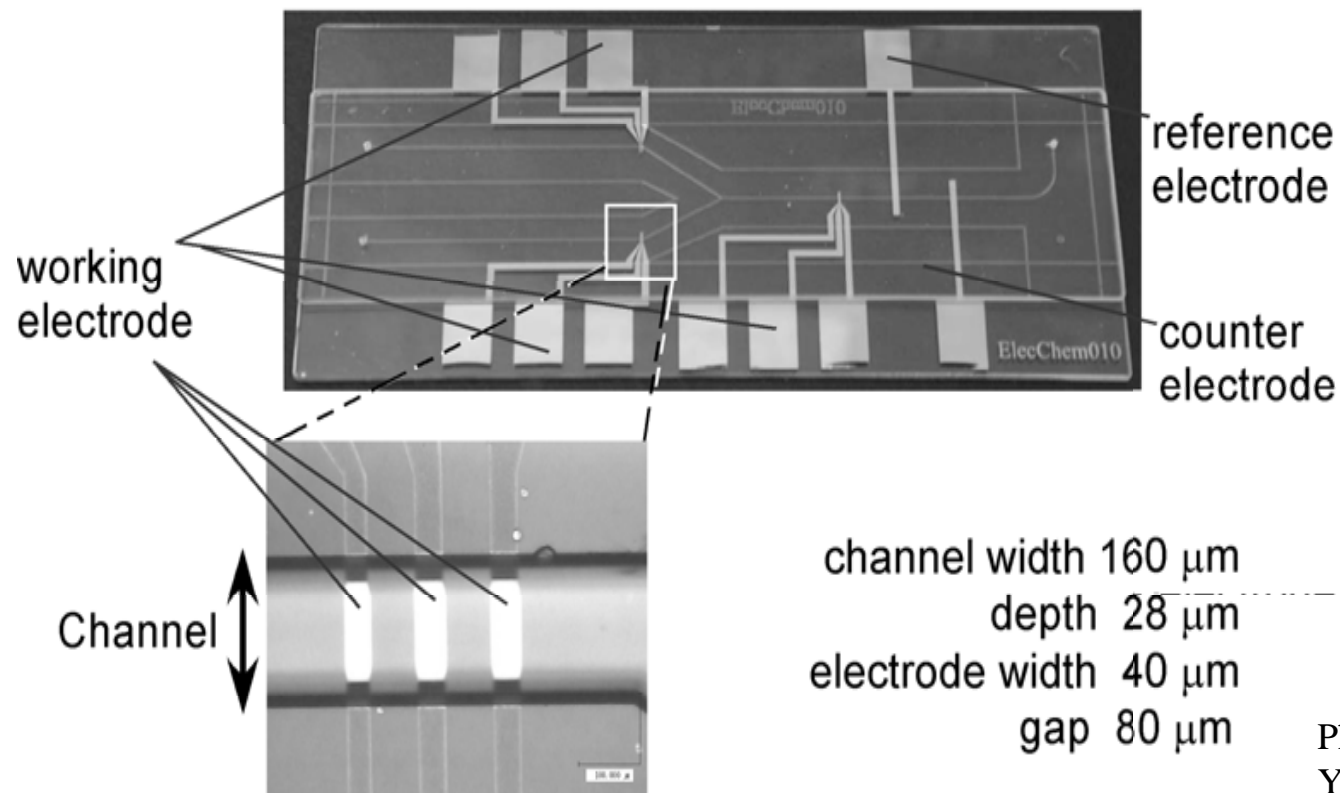 reference
electrode
working
electrode
counter
electrode
ElecChem010
ElecChem010
Channel
channel width 160 μm
depth 28 μm
electrode width 40 μm
gap 80 μm